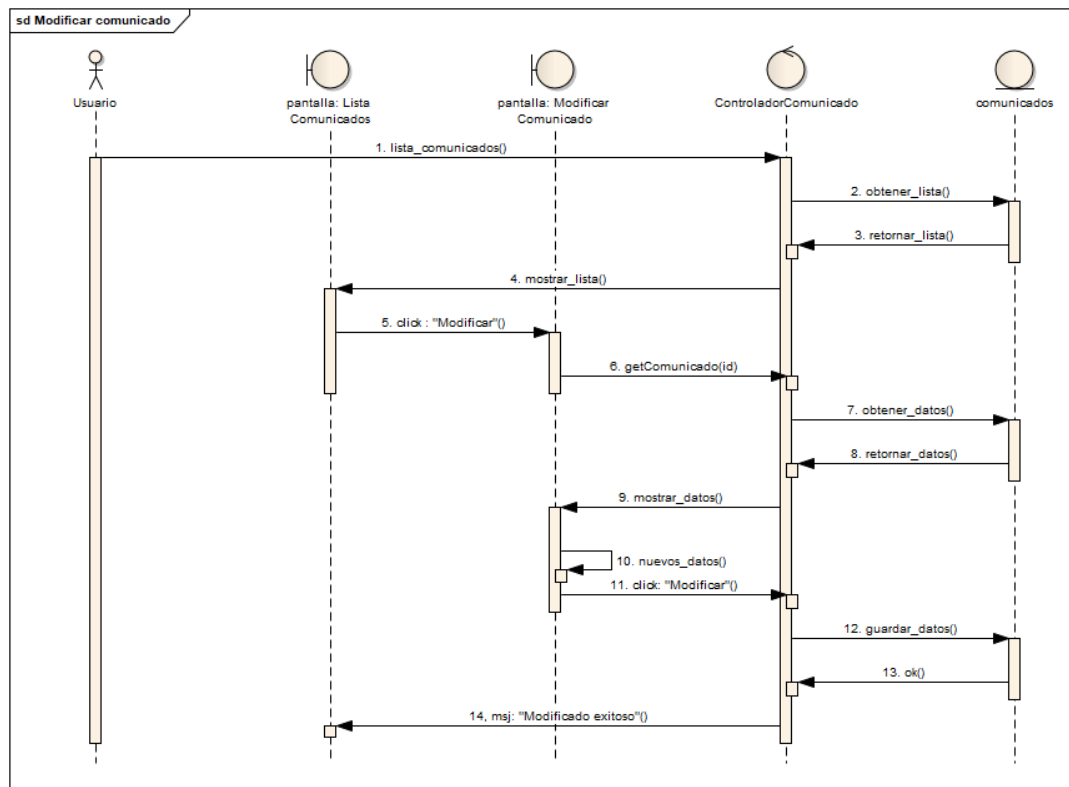 sd Modificar comunicado
Usuario
pantalla: Lista
Comunicados
pantalla: Modificar
Comunicado
ControladorComunicado
comunicados
1. lista_comunicados()
2. obtener_lista()
3. retornar_lista()
4. mostrar_lista()
5. click : "Modificar"()
6. getComunicado(id)
7. obtener_datos()
8. retornar_datos()
9. mostrar_datos()
10. nuevos_datos()
11. click: "Modificar"()
12. guardar_datos()
13. ok()
14, msj: "Modificado exitoso"()